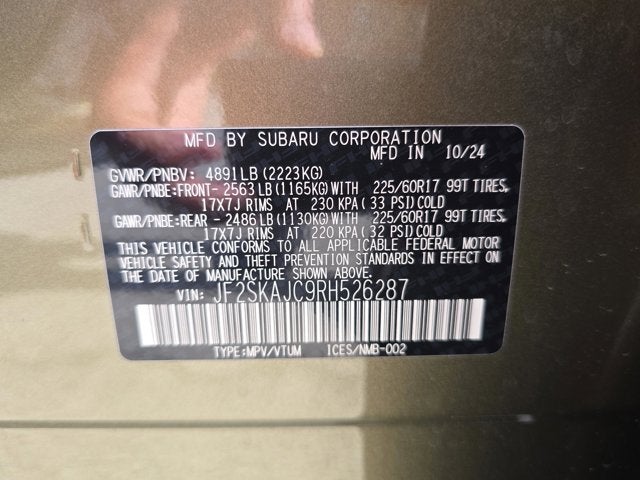 MFD BY SUBARU CORPORATION
MFD IN 10/24
GVWR/PNBV: 4891LB (2223KG)
GAWR/PNBE:FRONT- 2563LB (1165KG)WITH 225/60R17 99T TIRES,
17X7J RIMS AT 230 KPA(33 PSI)COLD
GAWR/PNBE:REAR - 2486LB (1130KG)WITH 225/60R17 99T TIRES,
17X7J RIMS AT 220 KPA(32 PSI)COLD
THIS VEHICLE CONFORMS TO ALL APPLICABLE FEDERAL MOTOR
VEHICLE SAFETY AND THEFT PREVENTION STANDARDS IN EFFECT ON
THE DATE OF MANUFACTURE SHOWN ABOVE.
VIN: JF2SKAJC9RH526287
TYPE:MPV/VTUM ICES/NMB-002